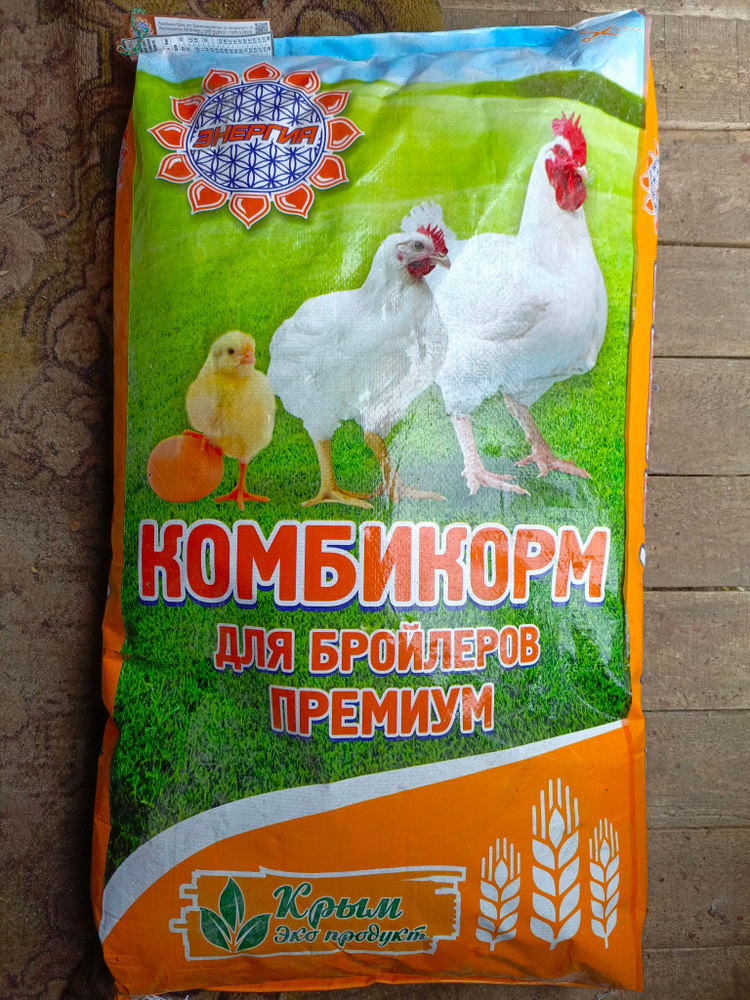 ЭНЕРГИЯ
КОМБИКОРМ
ДЛЯ БРОЙЛЕРОВ
ПРЕМИУМ
Крым
Эко продукт